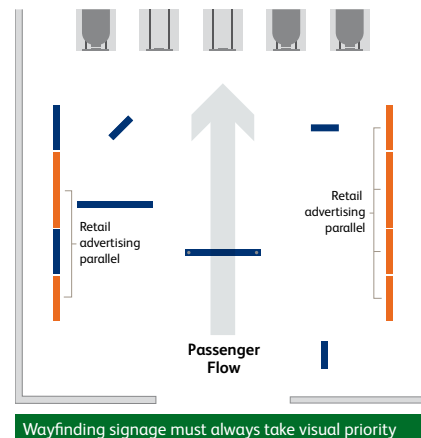 Retail
advertising
parallel
Retail
advertising
parallel
Passenger
Flow
Wayfinding signage must always take visual priority